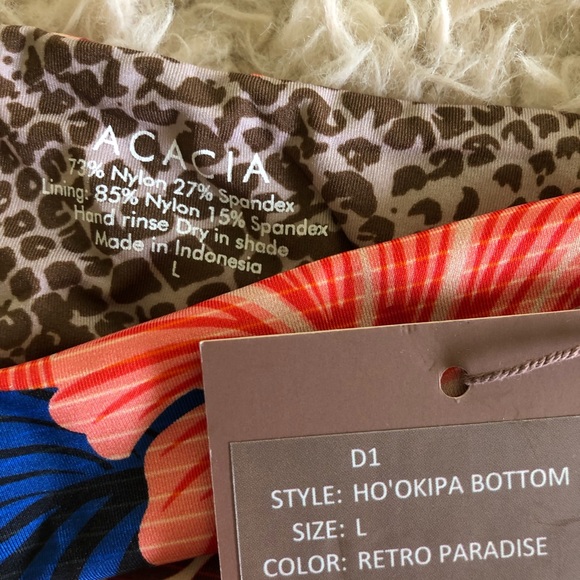 ACACIA
73% Nylon 27% Spandex
Lining: 85% Nylon 15% Spandex
Hand rinse Dry in shade
Made in Indonesia
L
D1
STYLE: HO'OKIPA BOTTOM
SIZE: L
COLOR: RETRO PARADISE